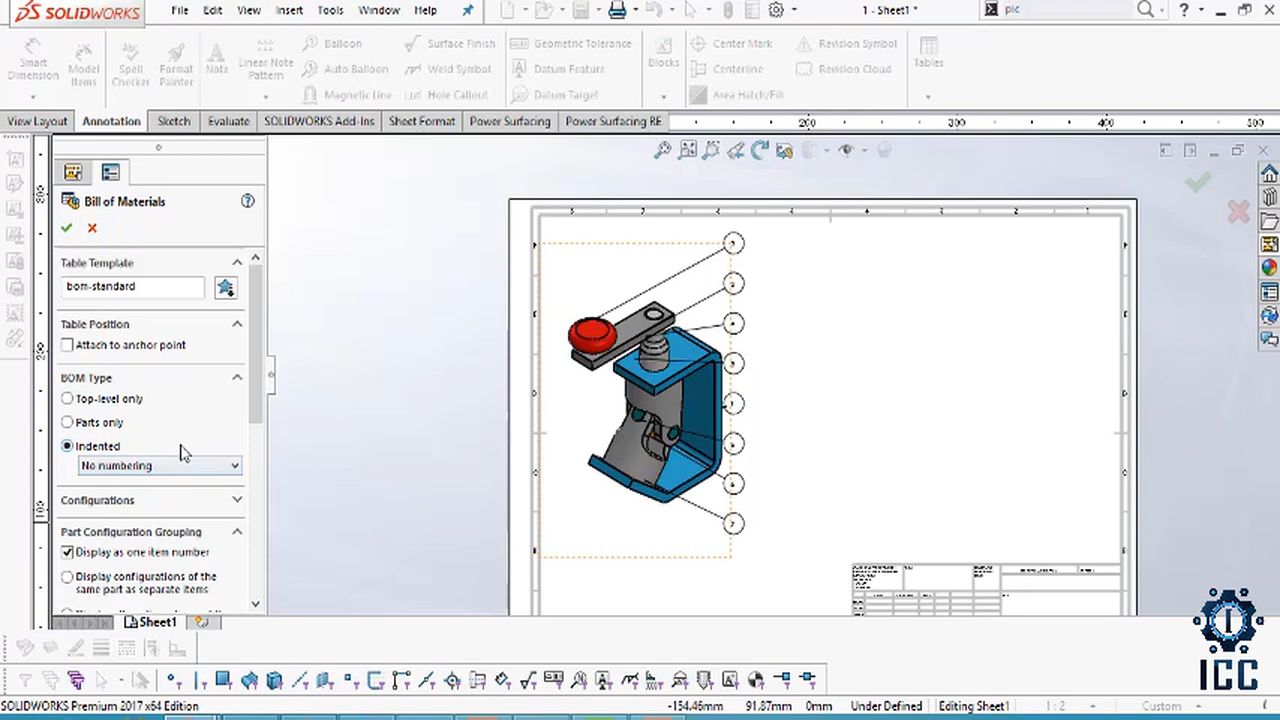 SOLIDWORKS File Edit View Insert Tools Window Help 1 - Sheet1 * pic
Smart Dimension
Model Items
Spell Checker
Format Painter
Note
Linear Note Pattern
Balloon
Auto Balloon
Magnetic Line
Surface Finish
Weld Symbol
Hole Callout
Geometric Tolerance
Datum Feature
Datum Target
Blocks
Center Mark
Centerline
Area Hatch/Fill
Revision Symbol
Revision Cloud
Tables
View Layout Annotation Sketch Evaluate SOLIDWORKS Add-Ins Sheet Format Power Surfacing Power Surfacing RE
200 300 400 500
300
200
100
Bill of Materials
Table Template
bom-standard
Table Position
Attach to anchor point
BOM Type
Top-level only
Parts only
Indented
No numbering
Configurations
Part Configuration Grouping
Display as one item number
Display configurations of the
same part as separate items
Sheet1
ICC
SOLIDWORKS Premium 2017 x64 Edition -154.46mm 91.87mm 0mm Under Defined Editing Sheet1 1 : 2 Custom